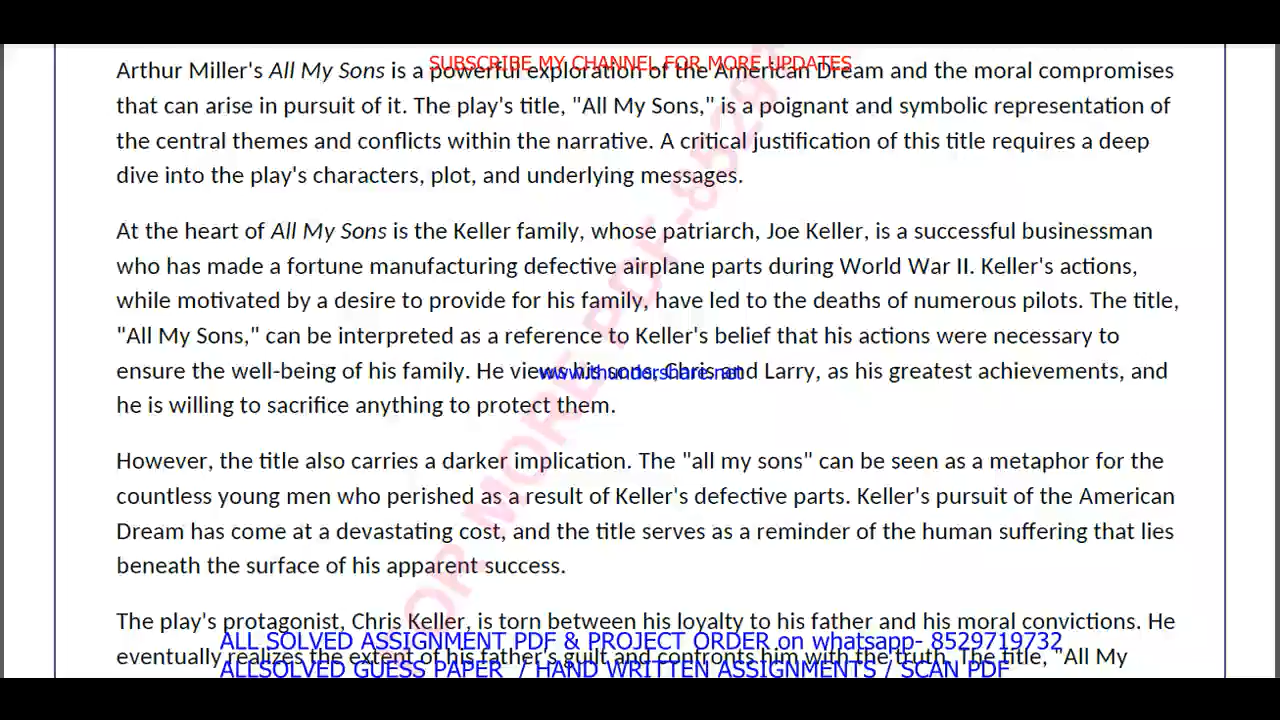 SUBSCRIBE MY CHANNEL FOR MORE UPDATES
Arthur Miller's All My Sons is a powerful exploration of the American Dream and the moral compromises
that can arise in pursuit of it. The play's title, "All My Sons," is a poignant and symbolic representation of
the central themes and conflicts within the narrative. A critical justification of this title requires a deep
dive into the play's characters, plot, and underlying messages.
At the heart of All My Sons is the Keller family, whose patriarch, Joe Keller, is a successful businessman
who has made a fortune manufacturing defective airplane parts during World War II. Keller's actions,
while motivated by a desire to provide for his family, have led to the deaths of numerous pilots. The title,
"All My Sons," can be interpreted as a reference to Keller's belief that his actions were necessary to
ensure the well-being of his family. He views his sons, Chris and Larry, as his greatest achievements, and
www.thundershare.net
he is willing to sacrifice anything to protect them.
However, the title also carries a darker implication. The "all my sons" can be seen as a metaphor for the
countless young men who perished as a result of Keller's defective parts. Keller's pursuit of the American
Dream has come at a devastating cost, and the title serves as a reminder of the human suffering that lies
beneath the surface of his apparent success.
The play's protagonist, Chris Keller, is torn between his loyalty to his father and his moral convictions. He
ALL SOLVED ASSIGNMENT PDF & PROJECT ORDER on whatsapp- 8529719732
eventually realizes the extent of his father's guilt and confronts him with the truth. The title, "All My
ALLSOLVED GUESS PAPER / HAND WRITTEN ASSIGNMENTS / SCAN PDF
OR MORE PDF-8529